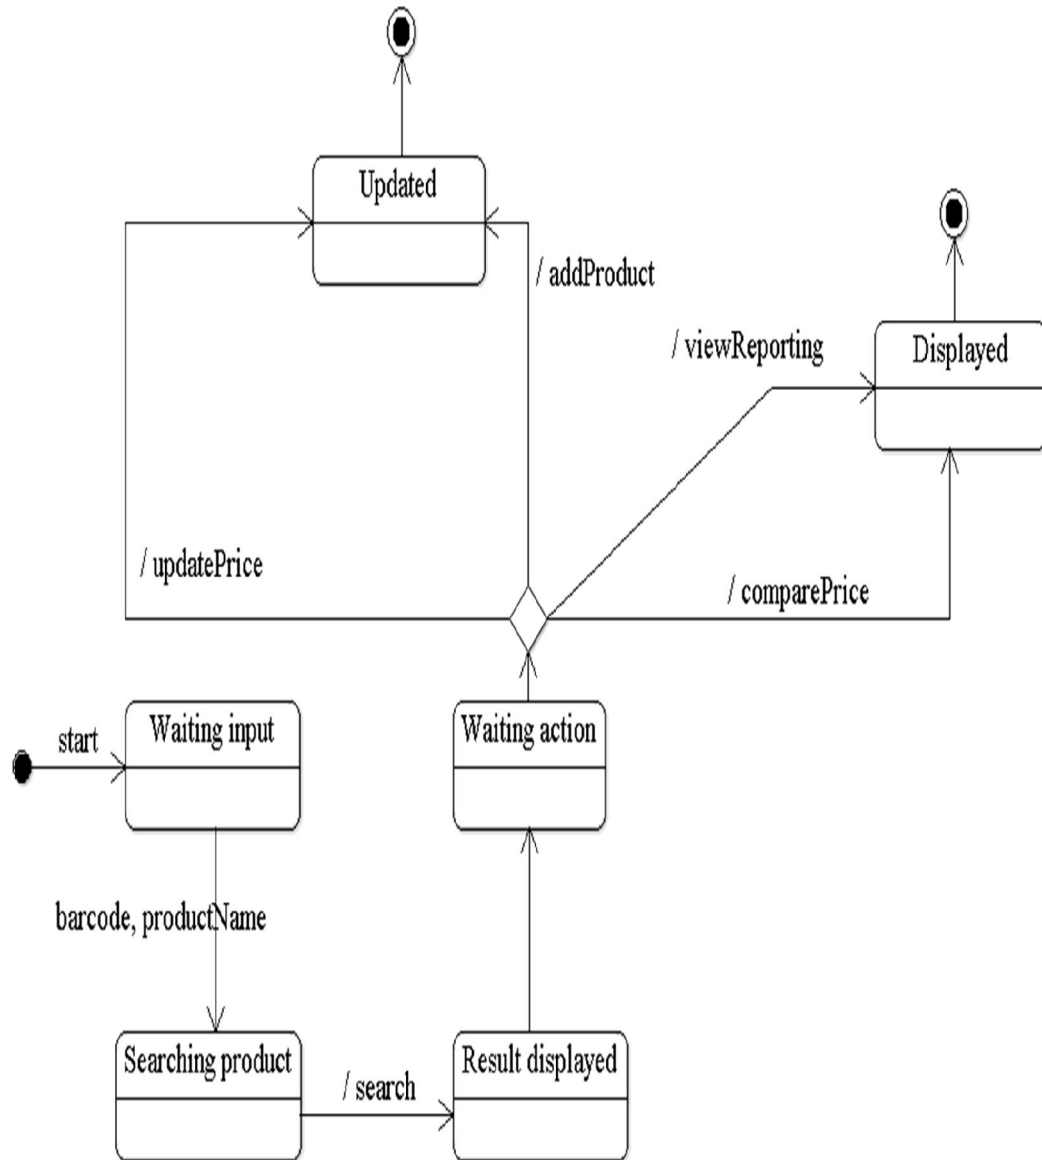 Updated
/ addProduct
/ viewReporting
Displayed
/ updatePrice
/ comparePrice
start
Waiting input
Waiting action
barcode, productName
Searching product
/ search
Result displayed